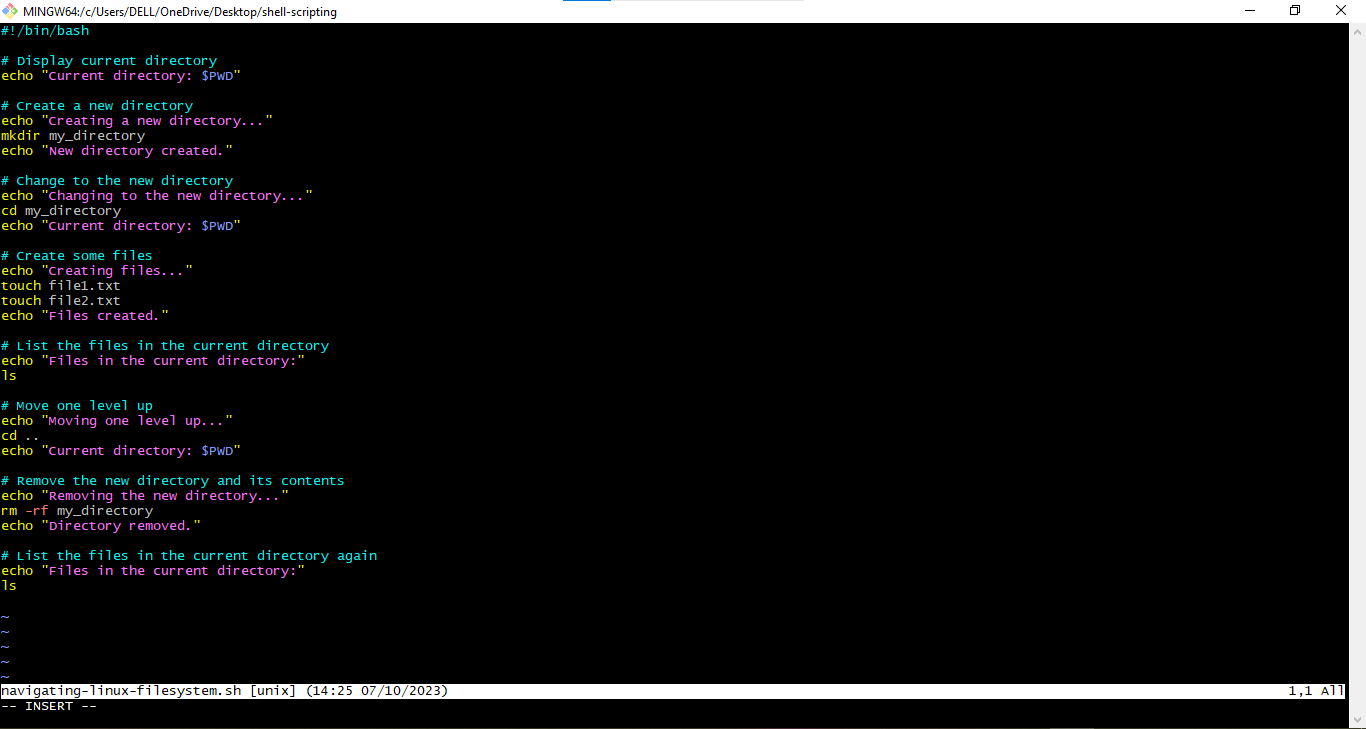 MINGW64:/c/Users/DELL/OneDrive/Desktop/shell-scripting
#!/bin/bash
# Display current directory
echo "Current directory: $PWD"
# Create a new directory
echo "Creating a new directory..."
mkdir my_directory
echo "New directory created."
# Change to the new directory
echo "Changing to the new directory..."
cd my_directory
echo "Current directory: $PWD"
# Create some files
echo "Creating files..."
touch file1.txt
touch file2.txt
echo "Files created."
# List the files in the current directory
echo "Files in the current directory:"
ls
# Move one level up
echo "Moving one level up..."
cd ..
echo "Current directory: $PWD"
# Remove the new directory and its contents
echo "Removing the new directory..."
rm -rf my_directory
echo "Directory removed."
# List the files in the current directory again
echo "Files in the current directory:"
ls
~
~
~
~
~
navigating-linux-filesystem.sh [unix] (14:25 07/10/2023) 1,1 All
-- INSERT --